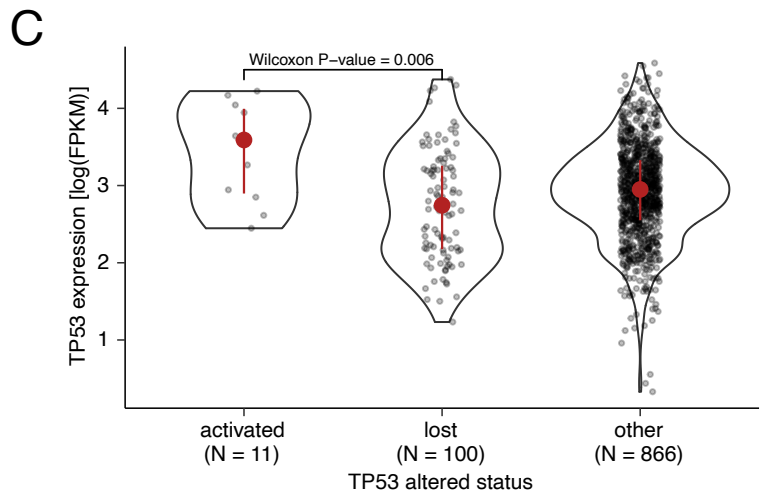 C
Wilcoxon P−value = 0.006
TP53 expression [log(FPKM)]
4
3
2
1
activated
(N = 11)
lost
(N = 100)
other
(N = 866)
TP53 altered status